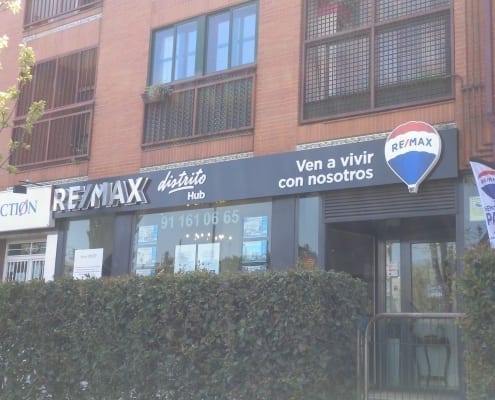 RE/MAX distrito
Hub
Ven a vivir
con nosotros
RE/MAX
CTION
91 161 06 65